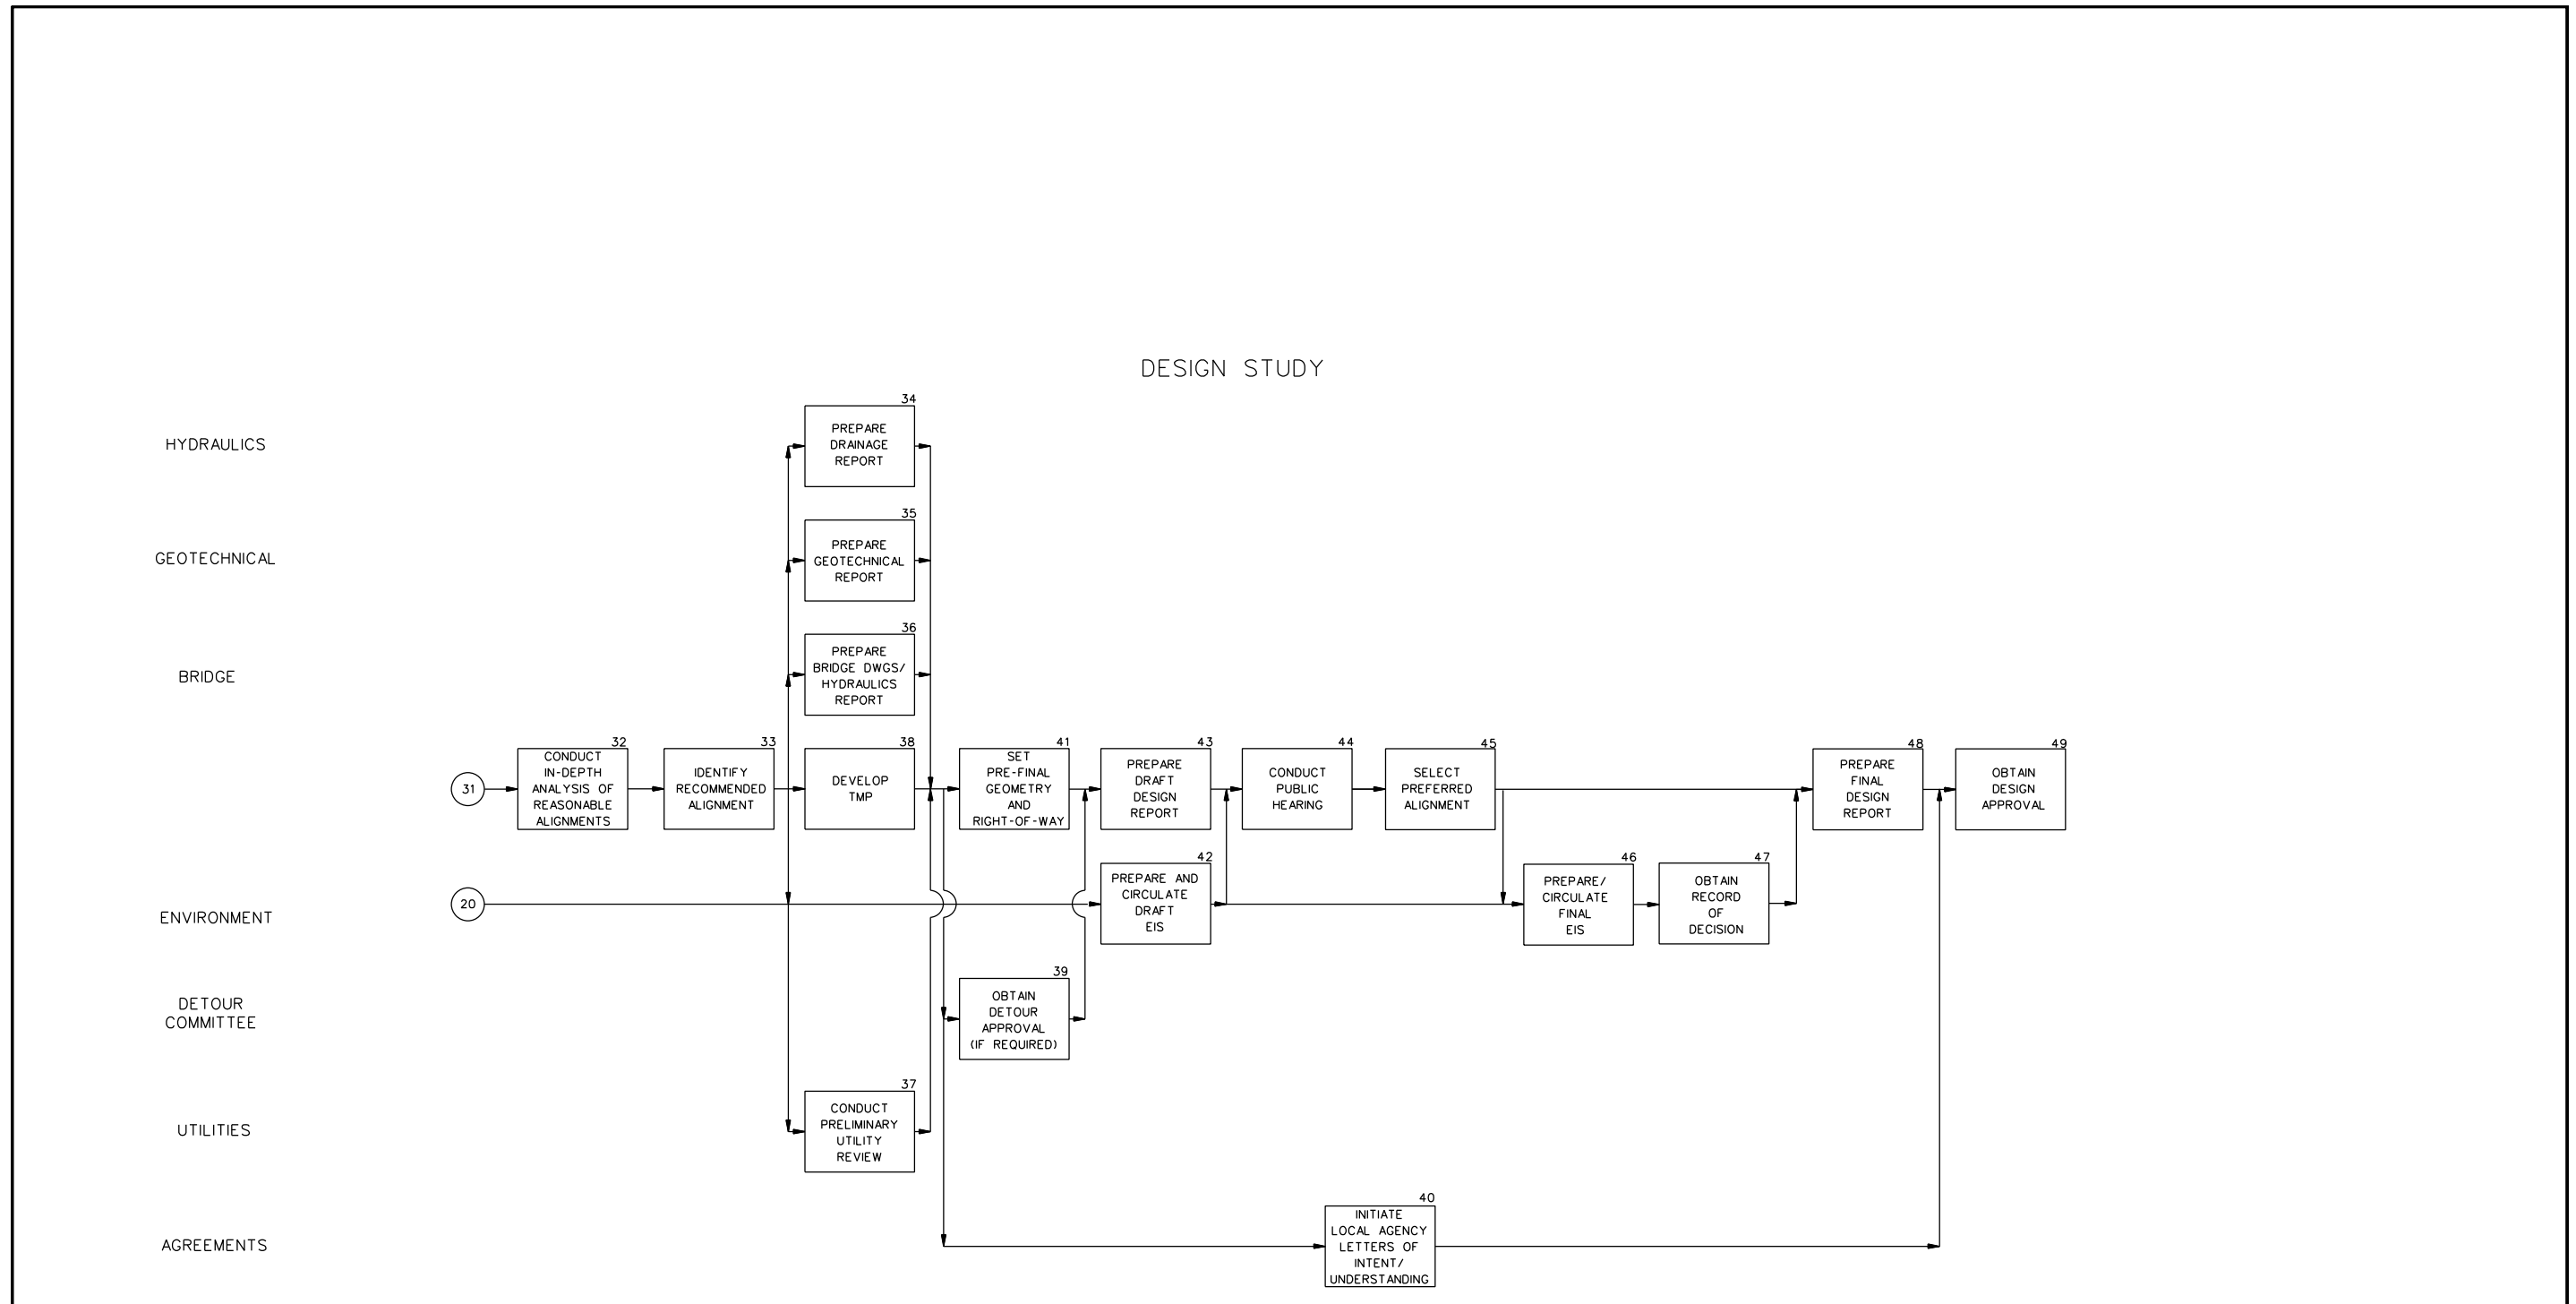 DESIGN STUDY
HYDRAULICS
34
PREPARE
DRAINAGE
REPORT
GEOTECHNICAL
35
PREPARE
GEOTECHNICAL
REPORT
BRIDGE
36
PREPARE
BRIDGE DWGS/
HYDRAULICS
REPORT
31
32
CONDUCT
IN-DEPTH
ANALYSIS OF
REASONABLE
ALIGNMENTS
33
IDENTIFY
RECOMMENDED
ALIGNMENT
38
DEVELOP
TMP
41
SET
PRE-FINAL
GEOMETRY
AND
RIGHT-OF-WAY
43
PREPARE
DRAFT
DESIGN
REPORT
44
CONDUCT
PUBLIC
HEARING
45
SELECT
PREFERRED
ALIGNMENT
48
PREPARE
FINAL
DESIGN
REPORT
49
OBTAIN
DESIGN
APPROVAL
ENVIRONMENT
20
42
PREPARE AND
CIRCULATE
DRAFT
EIS
46
PREPARE/
CIRCULATE
FINAL
EIS
47
OBTAIN
RECORD
OF
DECISION
DETOUR
COMMITTEE
39
OBTAIN
DETOUR
APPROVAL
(IF REQUIRED)
UTILITIES
37
CONDUCT
PRELIMINARY
UTILITY
REVIEW
AGREEMENTS
40
INITIATE
LOCAL AGENCY
LETTERS OF
INTENT/
UNDERSTANDING